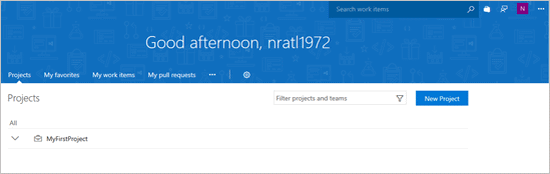 Search work items
N
Good afternoon, nratl1972
Projects My favorites My work items My pull requests
Projects
Filter projects and teams
New Project
All
MyFirstProject